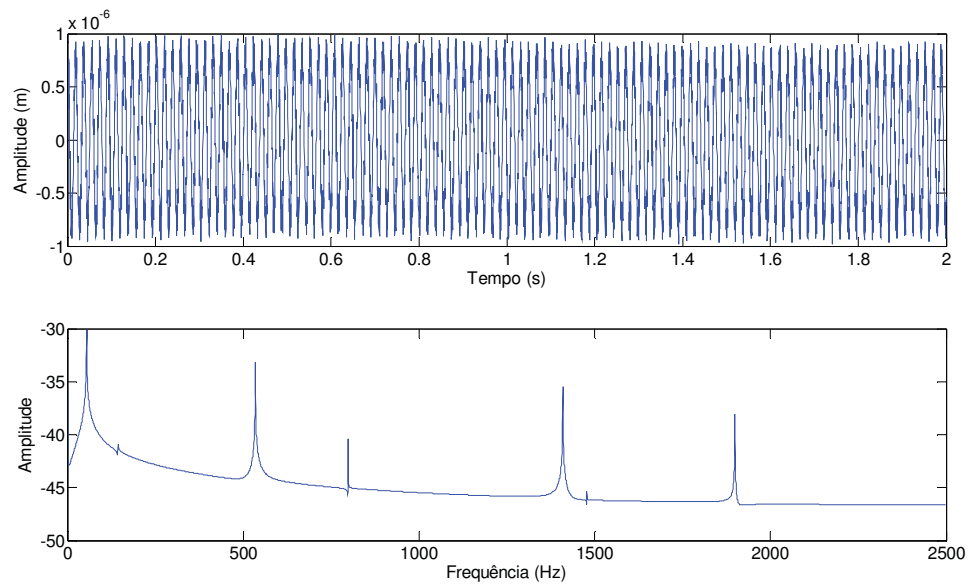 1 x 10^-6
0.5
0
-0.5
-1
Amplitude (m)
0 0.2 0.4 0.6 0.8 1 1.2 1.4 1.6 1.8 2
Tempo (s)
-30
-35
-40
-45
-50
Amplitude
0 500 1000 1500 2000 2500
Frequência (Hz)